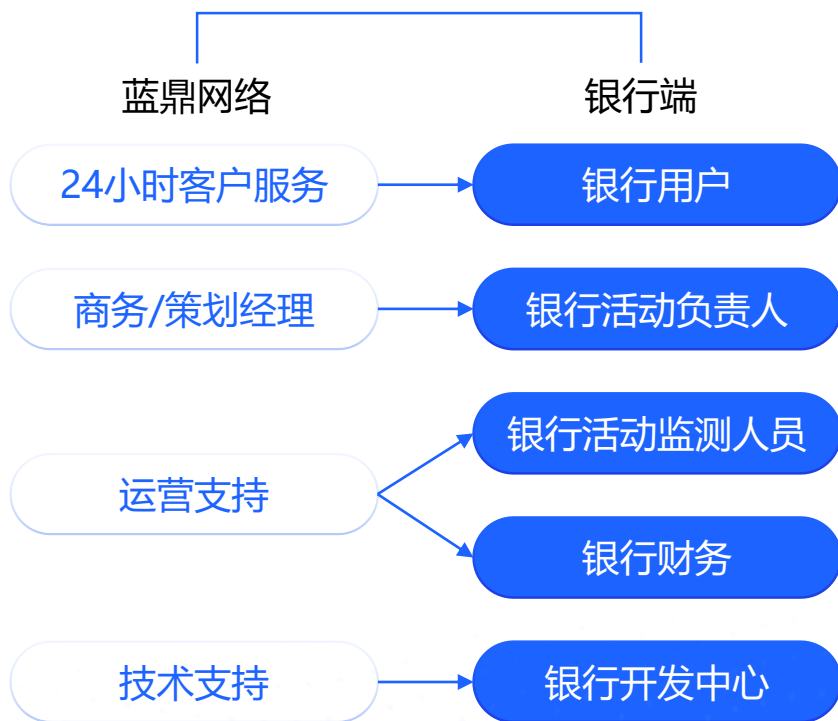 蓝鼎网络
银行端
24小时客户服务
银行用户
商务/策划经理
银行活动负责人
运营支持
银行活动监测人员
银行财务
技术支持
银行开发中心